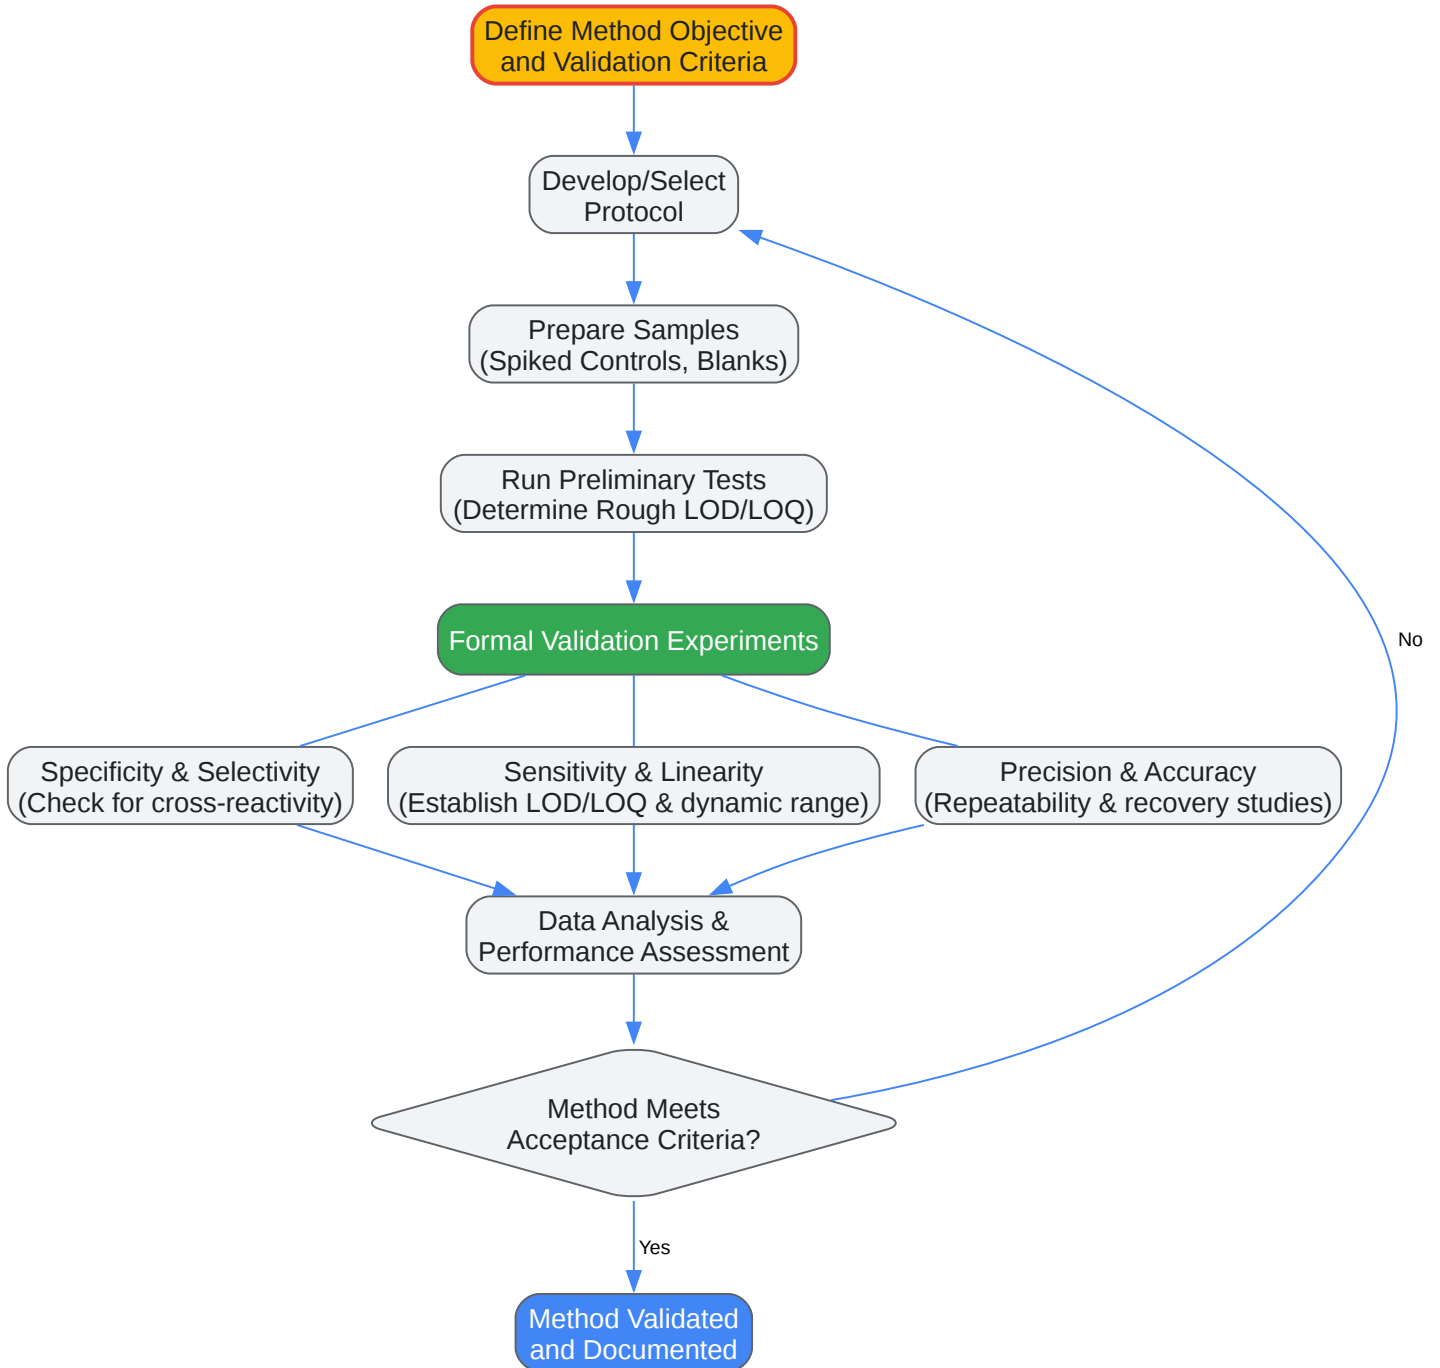 Define Method Objective
and Validation Criteria
Develop/Select
Protocol
Prepare Samples
(Spiked Controls, Blanks)
Run Preliminary Tests
(Determine Rough LOD/LOQ)
Formal Validation Experiments
No
Specificity & Selectivity
(Check for cross-reactivity)
Sensitivity & Linearity
(Establish LOD/LOQ & dynamic range)
Precision & Accuracy
(Repeatability & recovery studies)
Data Analysis &
Performance Assessment
Method Meets
Acceptance Criteria?
Yes
Method Validated
and Documented